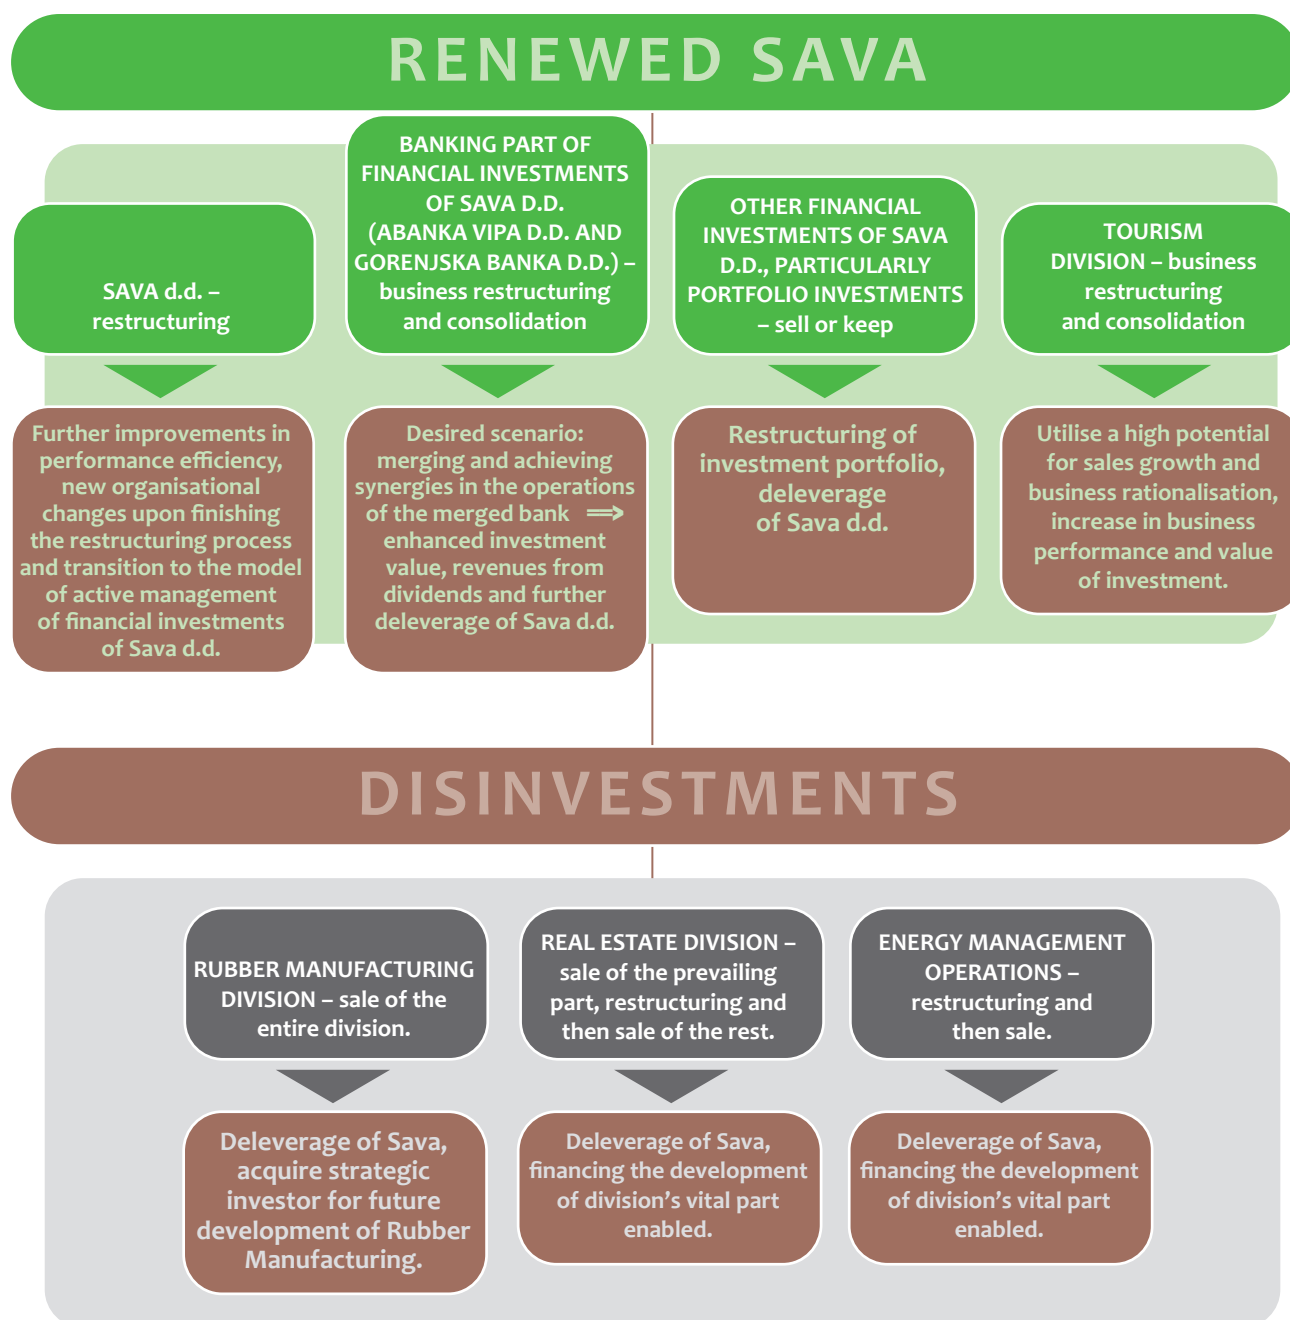 RENEWED SAVA
SAVA d.d. –
restructuring
BANKING PART OF
FINANCIAL INVESTMENTS
OF SAVA D.D.
(ABANKA VIPA D.D. AND
GORENJSKA BANKA D.D.) –
business restructuring
and consolidation
OTHER FINANCIAL
INVESTMENTS OF SAVA
D.D., PARTICULARLY
PORTFOLIO INVESTMENTS
– sell or keep
TOURISM
DIVISION – business
restructuring
and consolidation
Further improvements in
performance efficiency,
new organisational
changes upon finishing
the restructuring process
and transition to the model
of active management
of financial investments
of Sava d.d.
Desired scenario:
merging and achieving
synergies in the operations
of the merged bank ⟹
enhanced investment
value, revenues from
dividends and further
deleverage of Sava d.d.
Restructuring of
investment portfolio,
deleverage
of Sava d.d.
Utilise a high potential
for sales growth and
business rationalisation,
increase in business
performance and value
of investment.
DISINVESTMENTS
RUBBER MANUFACTURING
DIVISION – sale of the
entire division.
REAL ESTATE DIVISION –
sale of the prevailing
part, restructuring and
then sale of the rest.
ENERGY MANAGEMENT
OPERATIONS –
restructuring and
then sale.
Deleverage of Sava,
acquire strategic
investor for future
development of Rubber
Manufacturing.
Deleverage of Sava,
financing the development
of division’s vital part
enabled.
Deleverage of Sava,
financing the development
of division’s vital part
enabled.